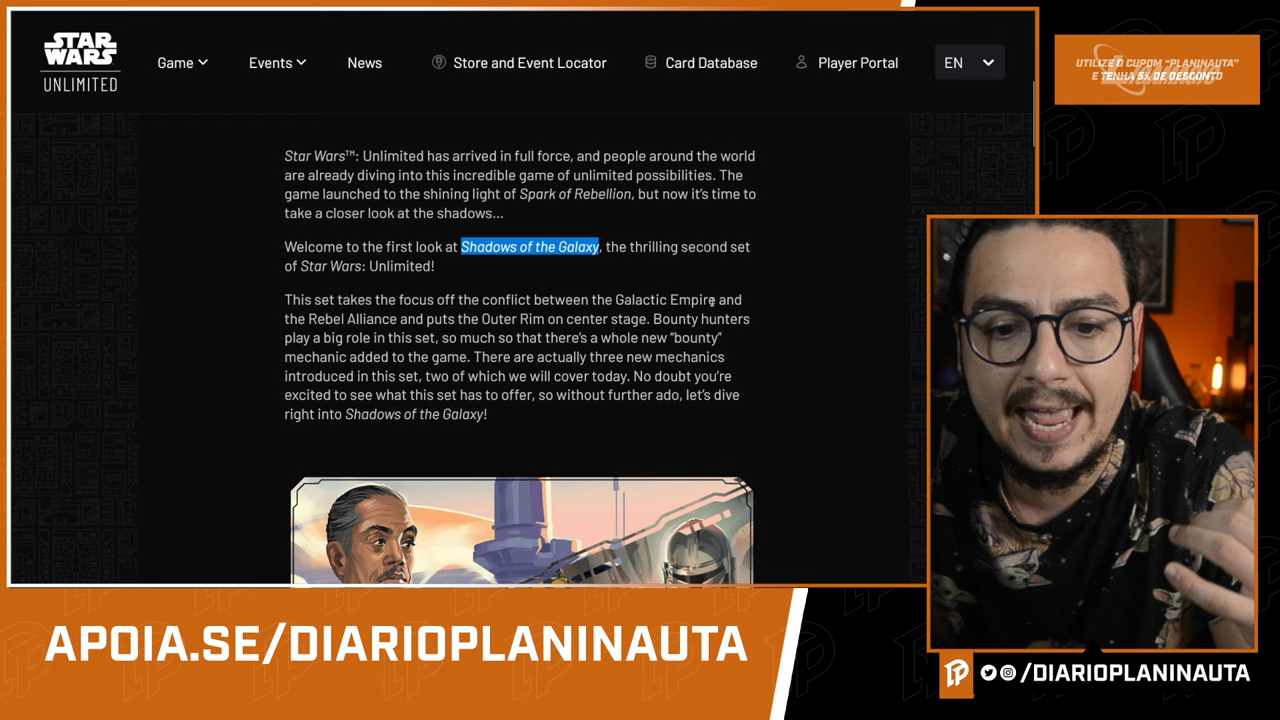 STAR
WARS
UNLIMITED
Game
Events
News
Store and Event Locator
Card Database
Player Portal
EN
Star Wars™: Unlimited has arrived in full force, and people around the world
are already diving into this incredible game of unlimited possibilities. The
game launched to the shining light of Spark of Rebellion, but now it's time to
take a closer look at the shadows...
Welcome to the first look at Shadows of the Galaxy, the thrilling second set
of Star Wars: Unlimited!
This set takes the focus off the conflict between the Galactic Empire and
the Rebel Alliance and puts the Outer Rim on center stage. Bounty hunters
play a big role in this set, so much so that there's a whole new "bounty"
mechanic added to the game. There are actually three new mechanics
introduced in this set, two of which we will cover today. No doubt you're
excited to see what this set has to offer, so without further ado, let's dive
right into Shadows of the Galaxy!
UTILIZE O CUPOM "PLANINAUTA"
E TENHA 5% DE DESCONTO
APOIA.SE/DIARIOPLANINAUTA
/DIARIOPLANINAUTA